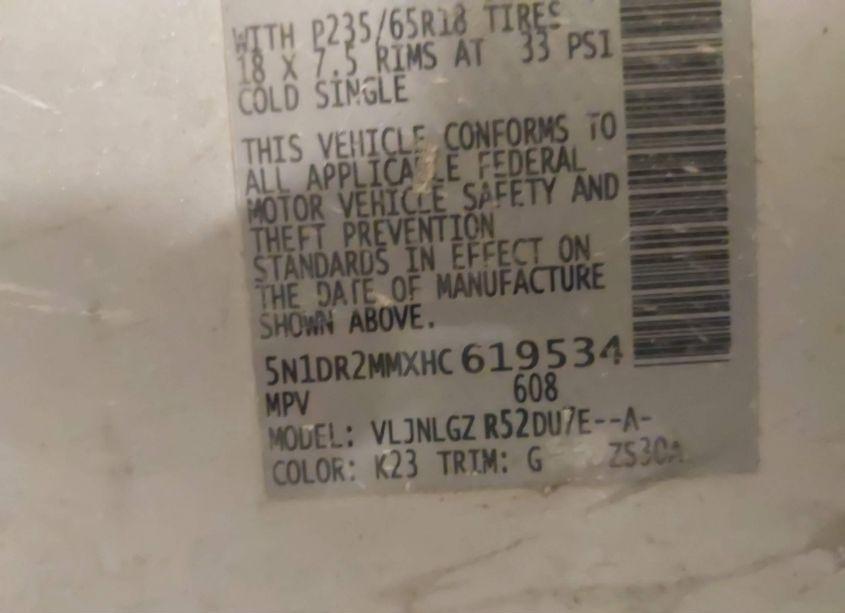 WITH P235/65R18 TIRES
18 X 7.5 RIMS AT 33 PSI
COLD SINGLE
THIS VEHICLE CONFORMS TO
ALL APPLICABLE FEDERAL
MOTOR VEHICLE SAFETY AND
THEFT PREVENTION
STANDARDS IN EFFECT ON
THE DATE OF MANUFACTURE
SHOWN ABOVE.
5N1DR2MMXHC619534
MPV 608
MODEL: VLJNLGZ R52DU7E--A-
COLOR: K23 TRIM: G